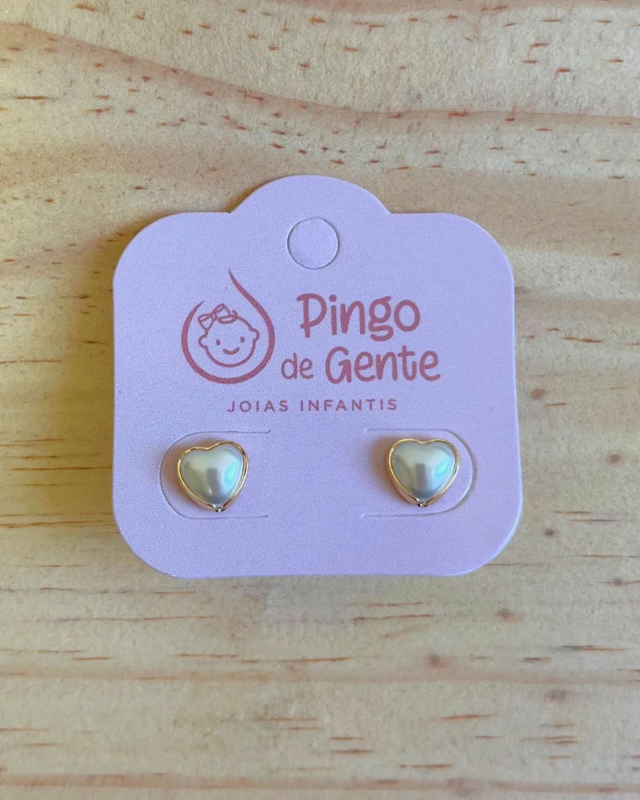 Pingo
de Gente
JOIAS INFANTIS